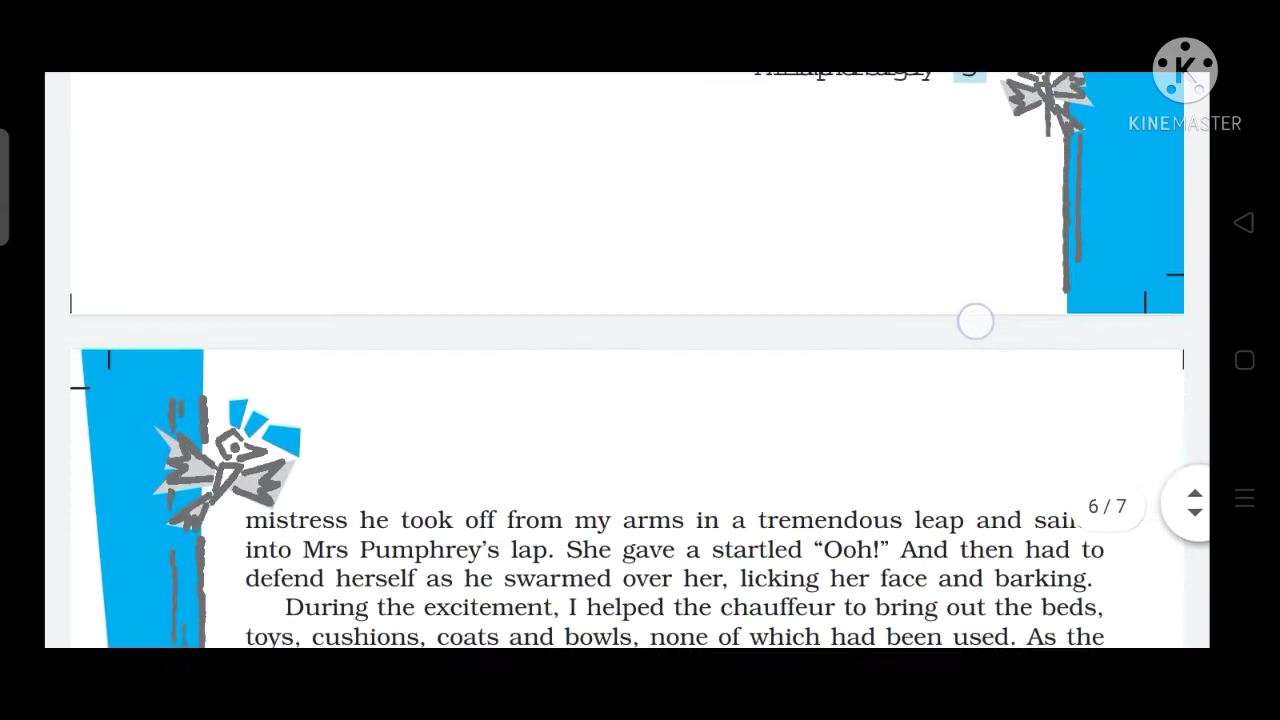 KINEMASTER
6 / 7
mistress he took off from my arms in a tremendous leap and
into Mrs Pumphrey’s lap. She gave a startled “Ooh!” And then had to
defend herself as he swarmed over her, licking her face and barking.
During the excitement, I helped the chauffeur to bring out the beds,
toys, cushions, coats and bowls, none of which had been used. As the